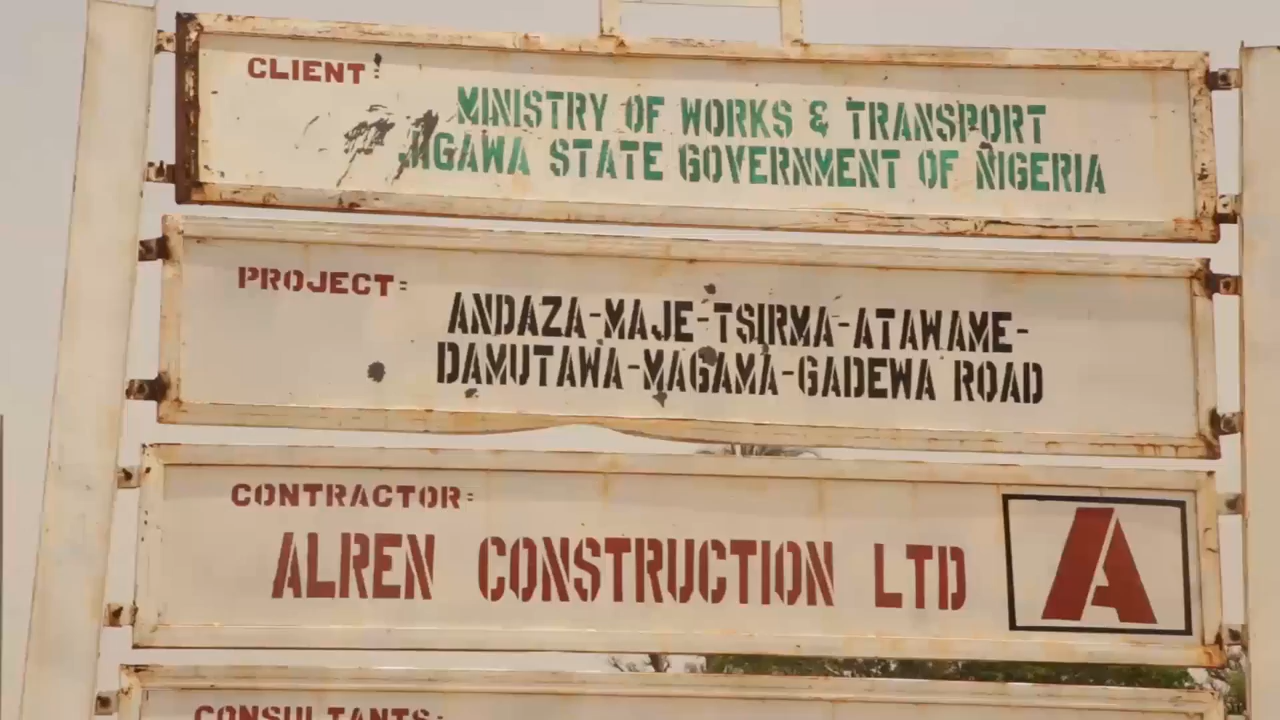 CLIENT:
MINISTRY OF WORKS & TRANSPORT
JIGAWA STATE GOVERNMENT OF NIGERIA
PROJECT:
ANDAZA-MAJE-TSIRMA-ATAWAME-
DAMUTAWA-MAGAMA-GADEWA ROAD
CONTRACTOR:
ALREN CONSTRUCTION LTD
A
CONSULTANTS: